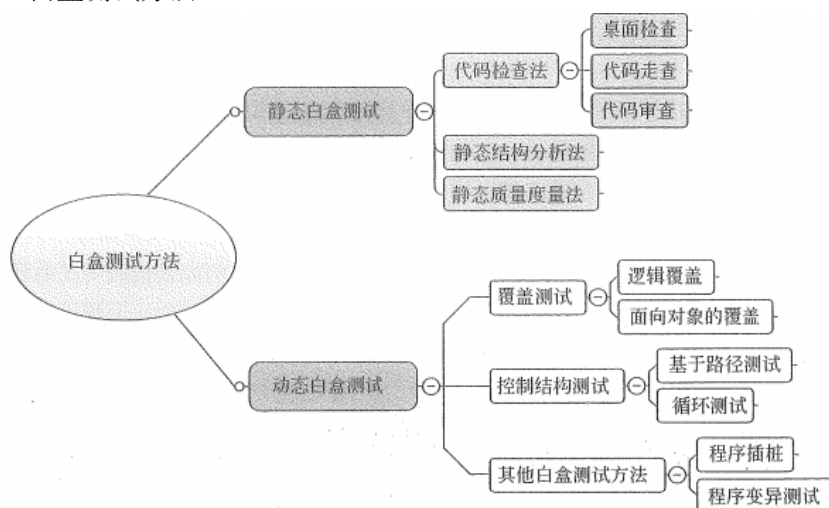 桌面检查
代码检查法
代码走查
静态白盒测试
代码审查
静态结构分析法
静态质量度量法
白盒测试方法
逻辑覆盖
覆盖测试
面向对象的覆盖
基于路径测试
动态白盒测试
控制结构测试
循环测试
程序插桩
其他白盒测试方法
程序变异测试